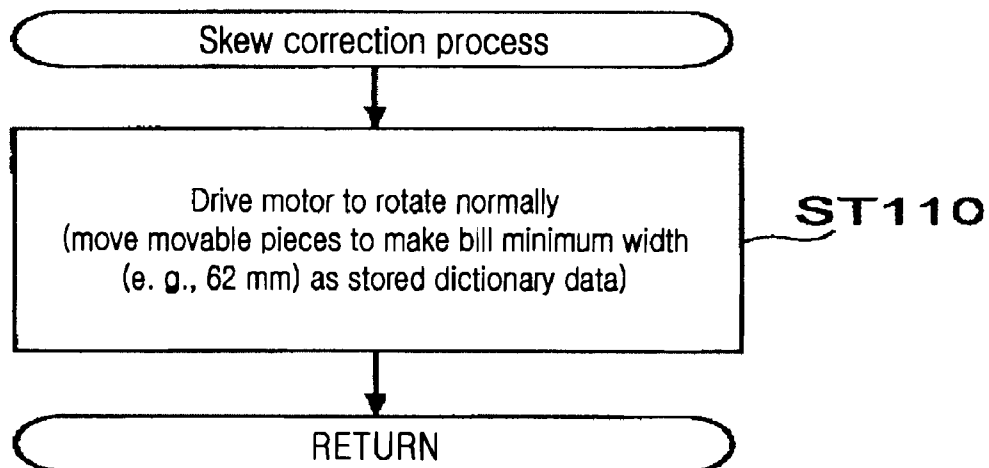 Skew correction process
Drive motor to rotate normally
(move movable pieces to make bill minimum width
(e. g., 62 mm) as stored dictionary data)
ST110
RETURN